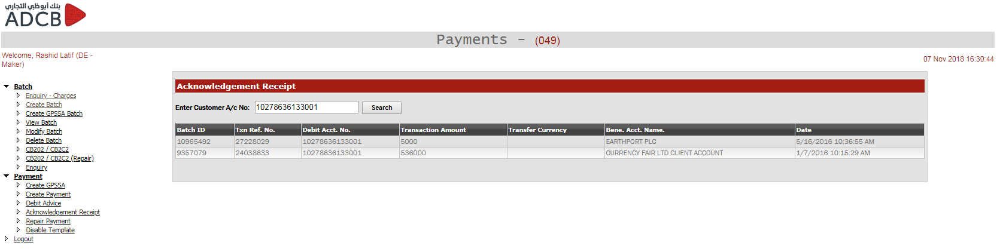 بنك أبوظبي التجاري
ADCB
Payments - (049)
Welcome, Rashid Latif (DE -
Maker)
07 Nov 2018 16:30:44
Batch
Enquiry - Charges
Create Batch
Create GPSSA Batch
View Batch
Modify Batch
Delete Batch
CB202 / CB2C2
CB202 / CB2C2 (Repair)
Enquiry
Payment
Create GPSSA
Create Payment
Debit Advice
Acknowledgement Receipt
Repair Payment
Disable Template
Logout
Acknowledgement Receipt
Enter Customer A/c No: 10278636133001 Search
Batch ID Txn Ref. No. Debit Acct. No. Transaction Amount Transfer Currency Bene. Acct. Name. Date
10965492 27228029 10278636133001 5000 EARTHPORT PLC 5/16/2016 10:36:55 AM
9357079 24038633 10278636133001 536000 CURRENCY FAIR LTD CLIENT ACCOUNT 1/7/2016 10:15:29 AM